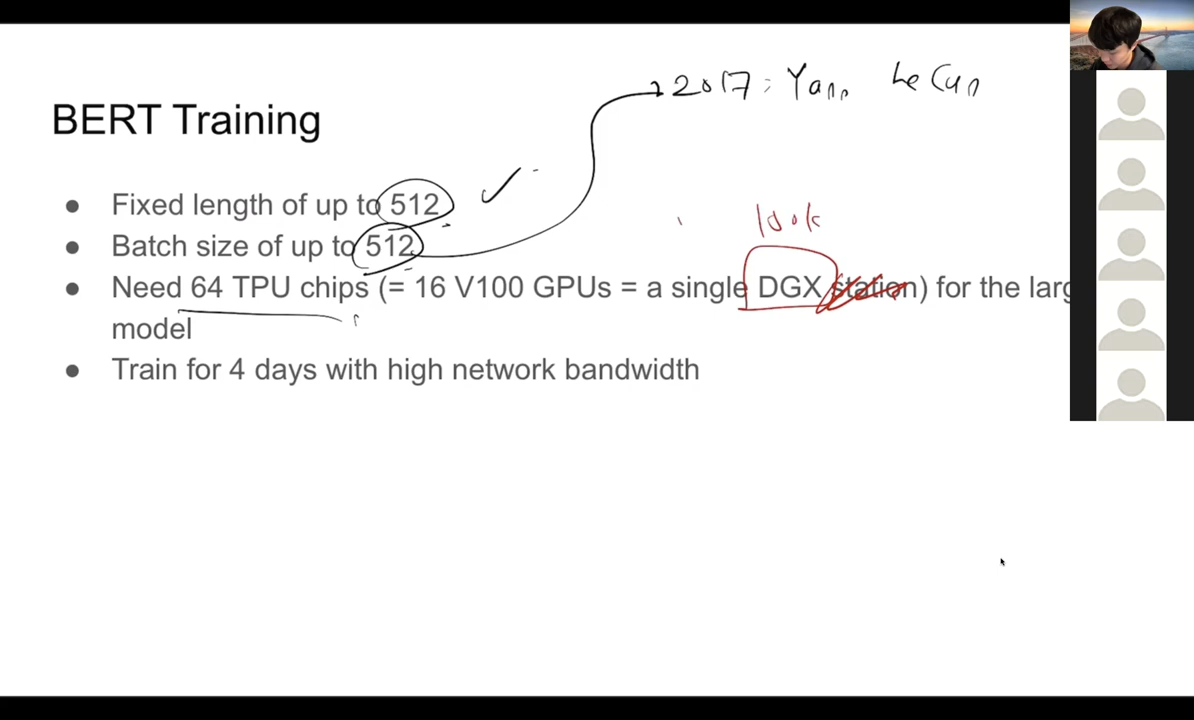 2017: Yann LeCun
BERT Training
● Fixed length of up to 512
● Batch size of up to 512
100k
● Need 64 TPU chips (= 16 V100 GPUs = a single DGX station) for the larg
model
● Train for 4 days with high network bandwidth